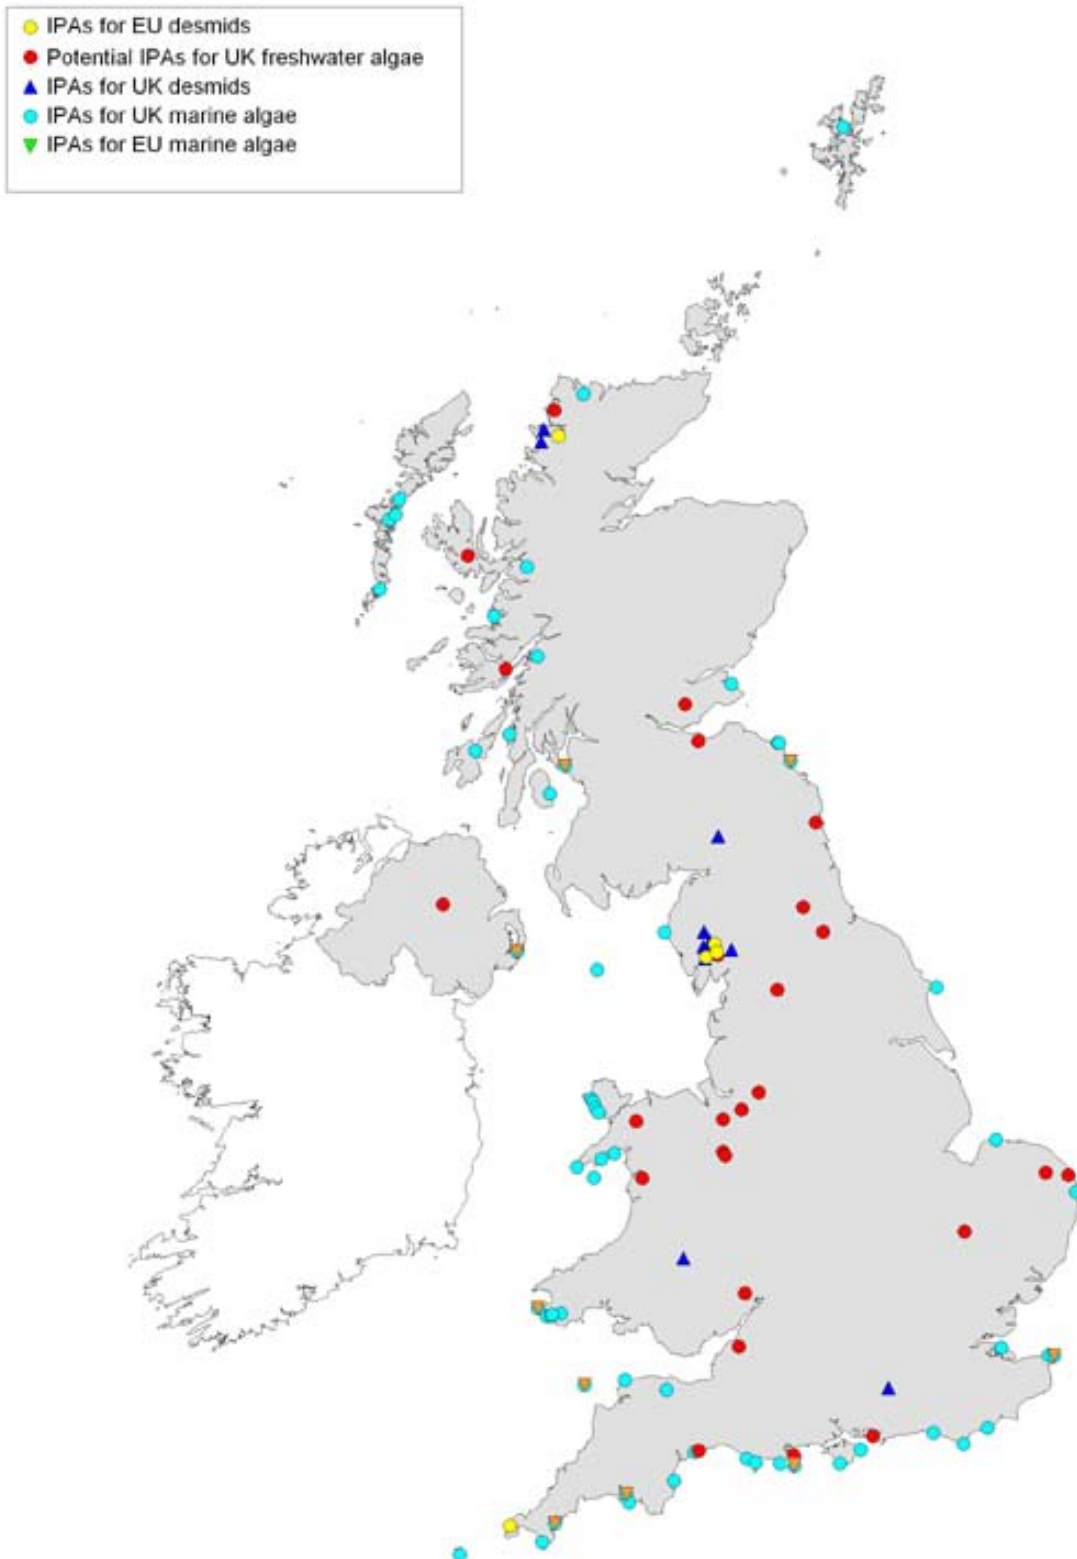 IPAs for EU desmids
Potential IPAs for UK freshwater algae
IPAs for UK desmids
IPAs for UK marine algae
IPAs for EU marine algae